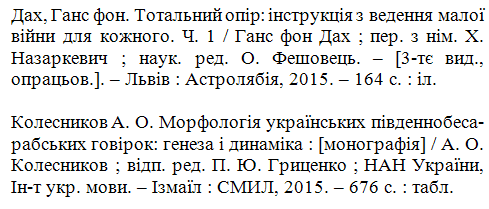 Дах, Ганс фон. Тотальний опір: інструкція з ведення малої
війни для кожного. Ч. 1 / Ганс фон Дах ; пер. з нім. Х.
Назаркевич ; наук. ред. О. Фешовець. – [3-тє вид.,
опрацьов.]. – Львів : Астролябія, 2015. – 164 с. : іл.

Колесников А. О. Морфологія українських південнобеса-
рабських говірок: генеза і динаміка : [монографія] / А. О.
Колесников ; відп. ред. П. Ю. Гриценко ; НАН України,
Ін-т укр. мови. – Ізмаїл : СМИЛ, 2015. – 676 с. : табл.